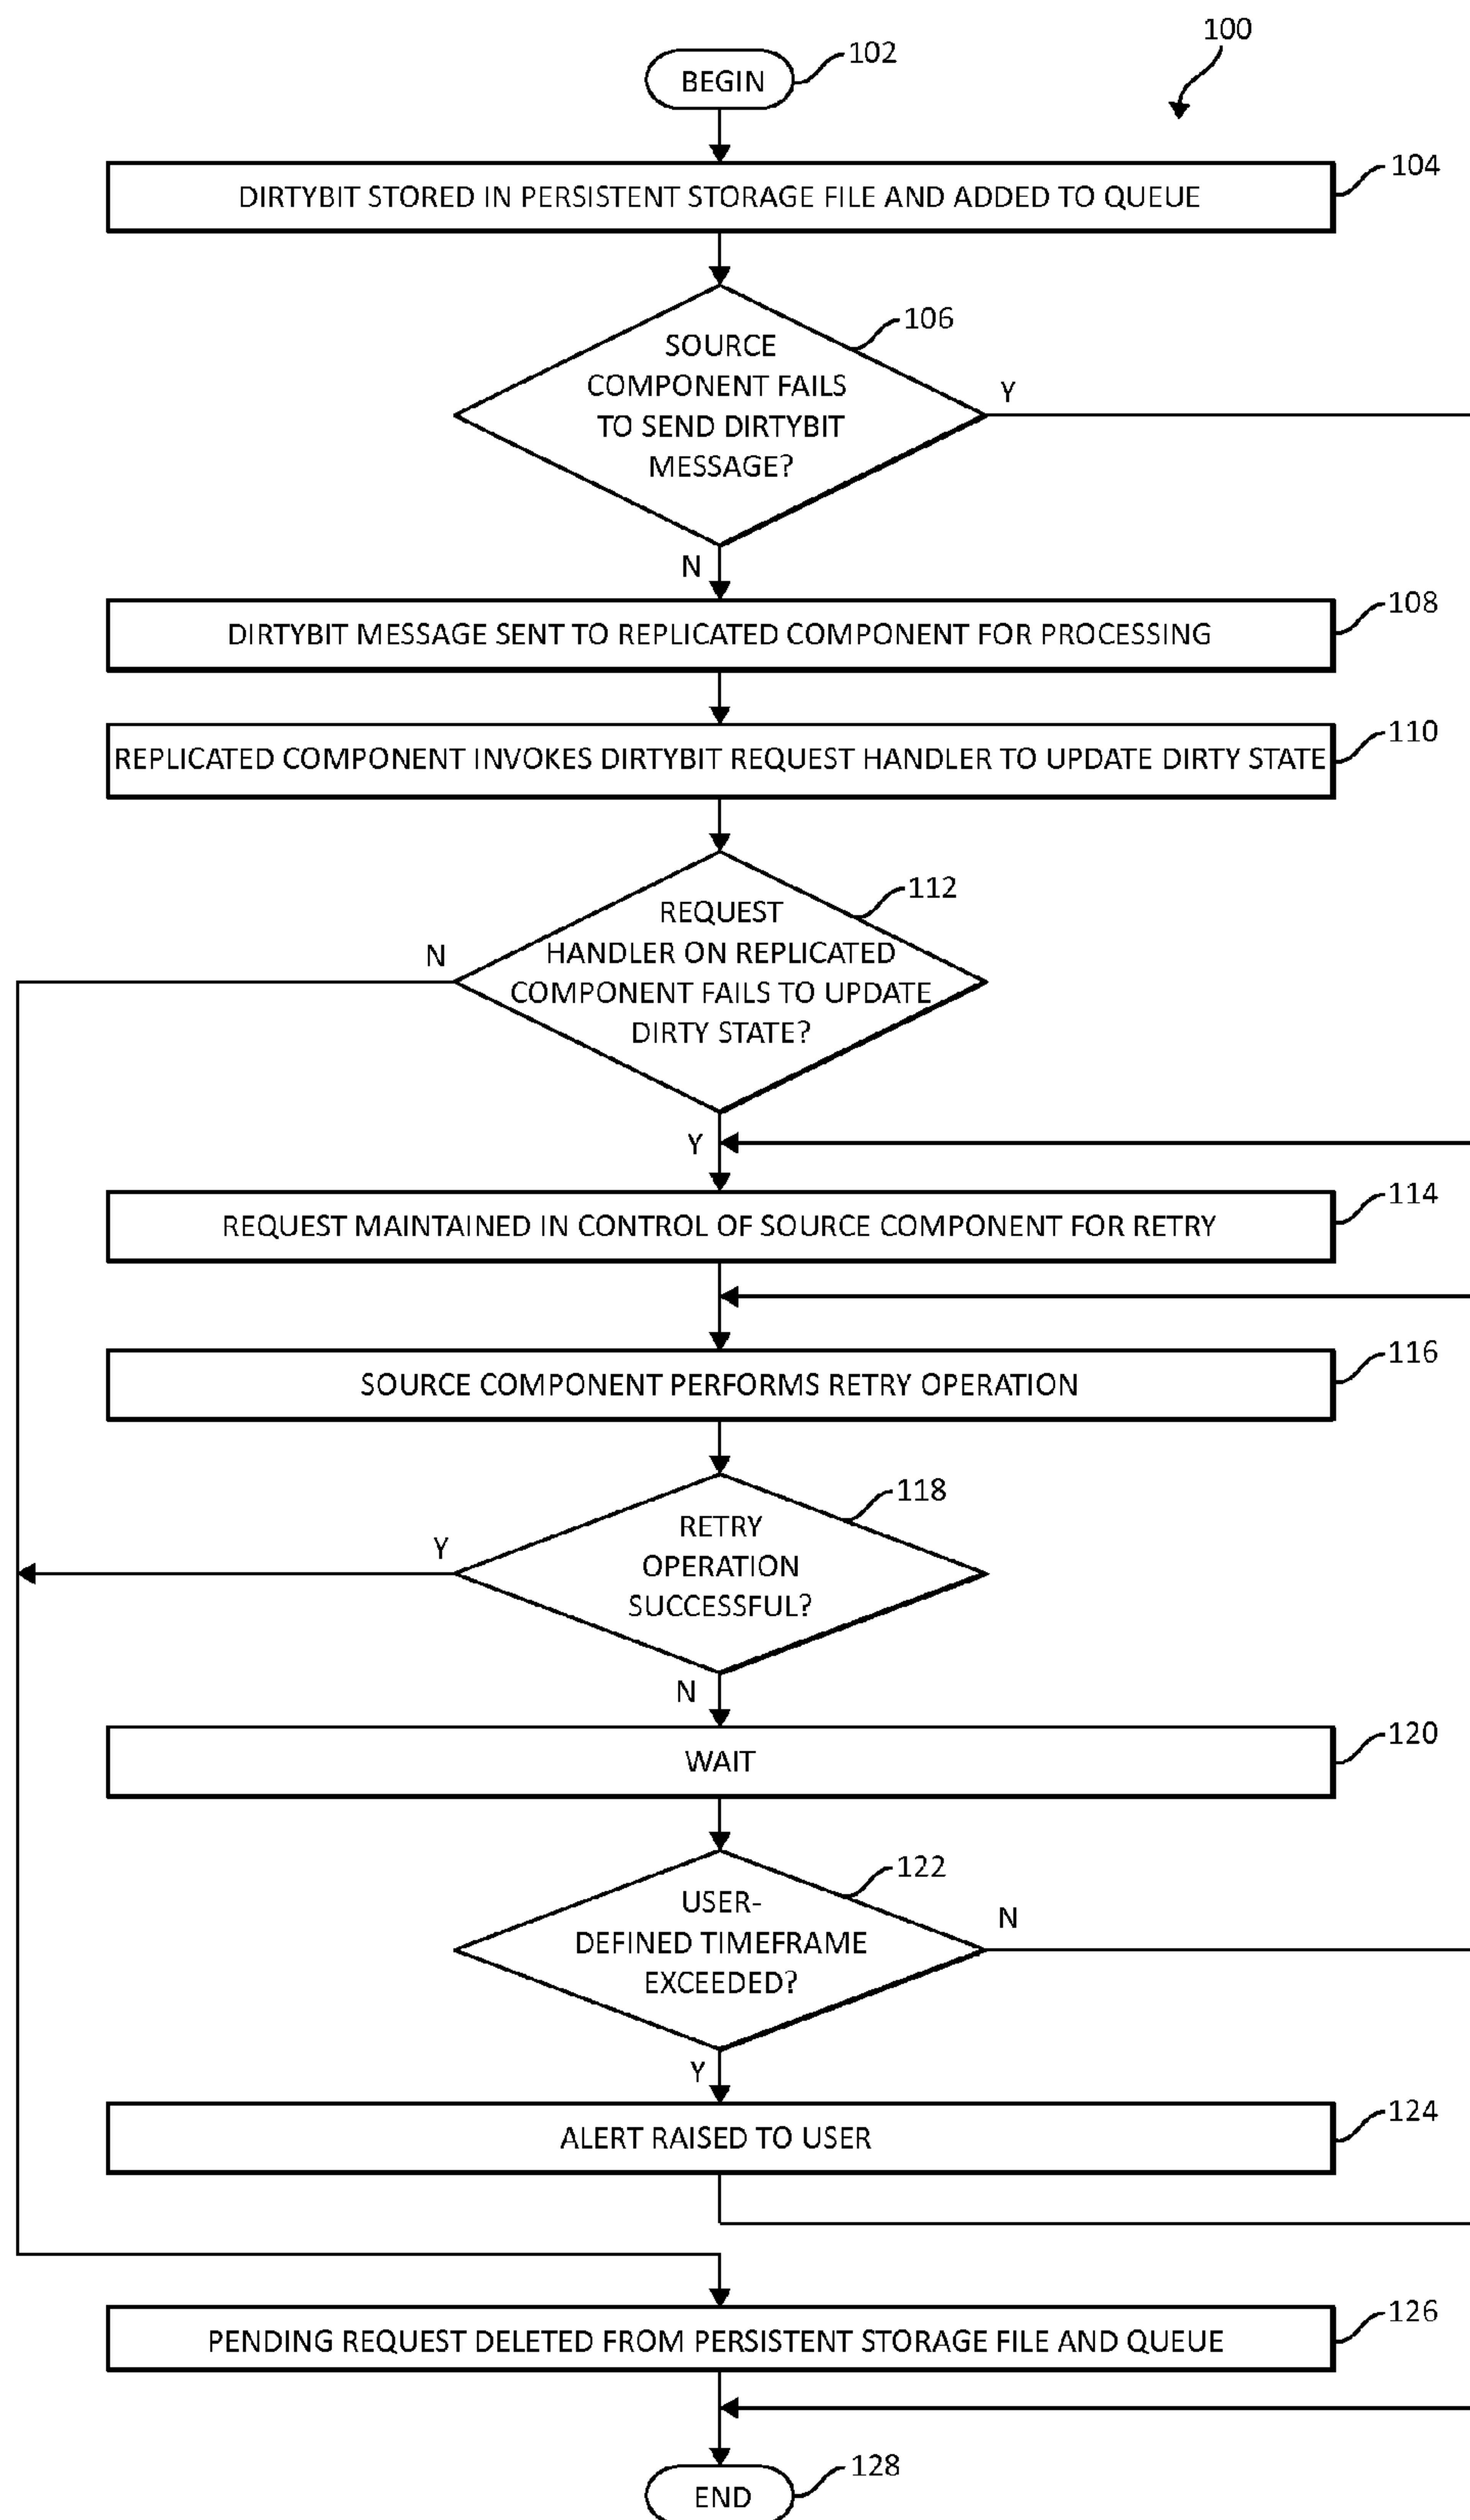 100
BEGIN
102
DIRTYBIT STORED IN PERSISTENT STORAGE FILE AND ADDED TO QUEUE
104
SOURCE
COMPONENT FAILS
TO SEND DIRTYBIT
MESSAGE?
106
Y
N
DIRTYBIT MESSAGE SENT TO REPLICATED COMPONENT FOR PROCESSING
108
REPLICATED COMPONENT INVOKES DIRTYBIT REQUEST HANDLER TO UPDATE DIRTY STATE
110
REQUEST
HANDLER ON REPLICATED
COMPONENT FAILS TO UPDATE
DIRTY STATE?
112
N
Y
REQUEST MAINTAINED IN CONTROL OF SOURCE COMPONENT FOR RETRY
114
SOURCE COMPONENT PERFORMS RETRY OPERATION
116
RETRY
OPERATION
SUCCESSFUL?
118
Y
N
WAIT
120
USER-
DEFINED TIMEFRAME
EXCEEDED?
122
N
Y
ALERT RAISED TO USER
124
PENDING REQUEST DELETED FROM PERSISTENT STORAGE FILE AND QUEUE
126
END
128